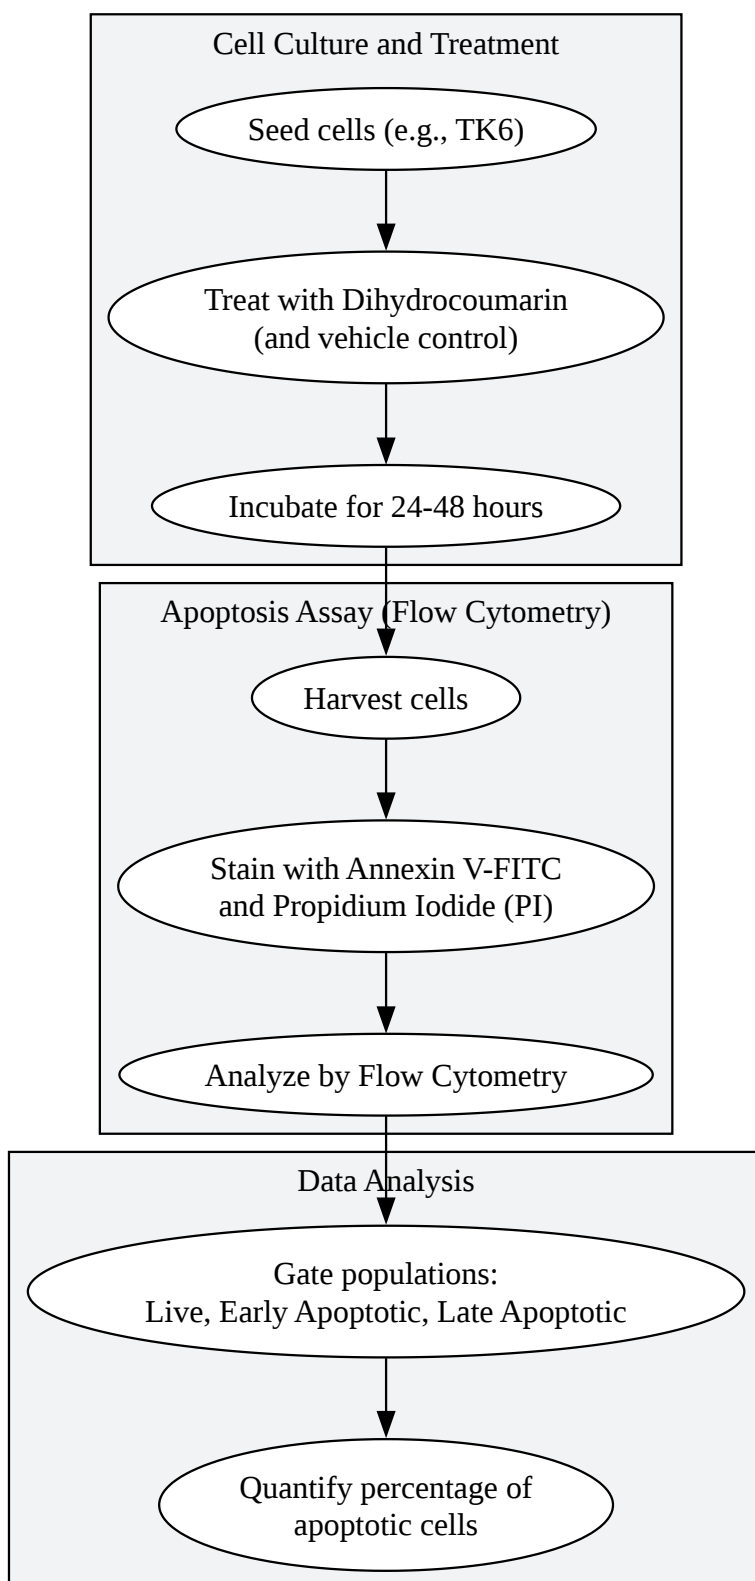 Cell Culture and Treatment
Seed cells (e.g., TK6)
Treat with Dihydrocoumarin
(and vehicle control)
Incubate for 24-48 hours
Apoptosis Assay (Flow Cytometry)
Harvest cells
Stain with Annexin V-FITC
and Propidium Iodide (PI)
Analyze by Flow Cytometry
Data Analysis
Gate populations:
Live, Early Apoptotic, Late Apoptotic
Quantify percentage of
apoptotic cells